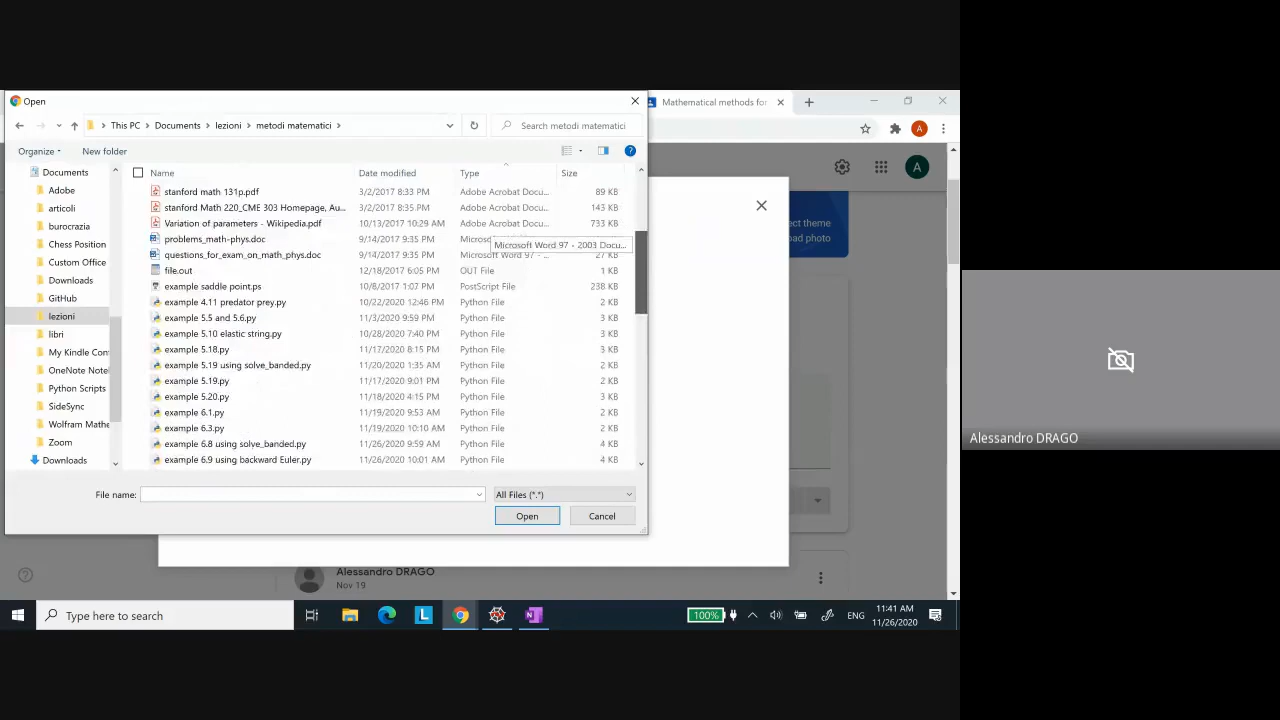 Open
Mathematical methods for
This PC > Documents > lezioni > metodi matematici >
Search metodi matematici
Organize
New folder
Name Date modified Type Size
Documents
Adobe
articoli
burocrazia
Chess Position
Custom Office
Downloads
GitHub
lezioni
libri
My Kindle Con
OneNote Note
Python Scripts
SideSync
Wolfram Mathe
Zoom
Downloads
stanford math 131p.pdf 3/2/2017 8:33 PM Adobe Acrobat Docu... 89 KB
stanford Math 220_CME 303 Homepage, Au... 3/2/2017 8:35 PM Adobe Acrobat Docu... 143 KB
Variation of parameters - Wikipedia.pdf 10/13/2017 10:29 AM Adobe Acrobat Docu... 733 KB
problems_math-phys.doc 9/14/2017 9:35 PM
Microsoft Word 97 - 2003 Docu...
questions_for_exam_on_math_phys.doc 9/14/2017 9:35 PM Microsoft Word 97 - ... 27 KB
file.out 12/18/2017 6:05 PM OUT File 1 KB
example saddle point.ps 10/8/2017 1:07 PM PostScript File 238 KB
example 4.11 predator prey.py 10/22/2020 12:46 PM Python File 2 KB
example 5.5 and 5.6.py 11/3/2020 9:59 PM Python File 3 KB
example 5.10 elastic string.py 10/28/2020 7:40 PM Python File 3 KB
example 5.18.py 11/17/2020 8:15 PM Python File 3 KB
example 5.19 using solve_banded.py 11/20/2020 1:35 AM Python File 2 KB
example 5.19.py 11/17/2020 9:01 PM Python File 2 KB
example 5.20.py 11/18/2020 4:15 PM Python File 3 KB
example 6.1.py 11/19/2020 9:53 AM Python File 2 KB
example 6.3.py 11/19/2020 10:10 AM Python File 2 KB
example 6.8 using solve_banded.py 11/26/2020 9:59 AM Python File 4 KB
example 6.9 using backward Euler.py 11/26/2020 10:01 AM Python File 4 KB
File name:
All Files (*.*)
Open
Cancel
A
A
ect theme
oad photo
Alessandro DRAGO
Nov 19
Type here to search
100%
ENG
11:41 AM
11/26/2020
Alessandro DRAGO